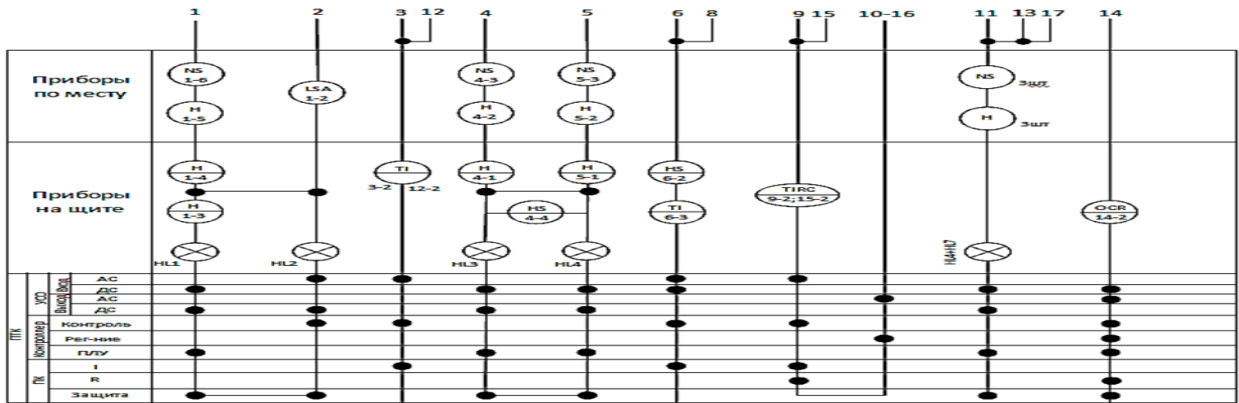 1 2 3 12 4 5 6 8 9 15 10-16 11 13 17 14
Приборы
по месту
NS
1-6
H
1-5
LSA
1-2
NS
4-3
H
4-2
NS
5-3
H
5-2
NS
3шт
H
3шт
Приборы
на щите
H
1-4
H
1-3
HL1
HL2
TI
3-2 12-2
H
4-1
H
5-1
HS
4-4
HL3
HL4
HS
6-2
TI
6-3
TIRC
9-2;15-2
HL4+HL7
OCR
14-2
ПТК
УСО
Вход
АС
ДС
Выход
АС
ДС
Контроллер
Контроль
Рег-ние
ПЛУ
ПК
I
R
Защита